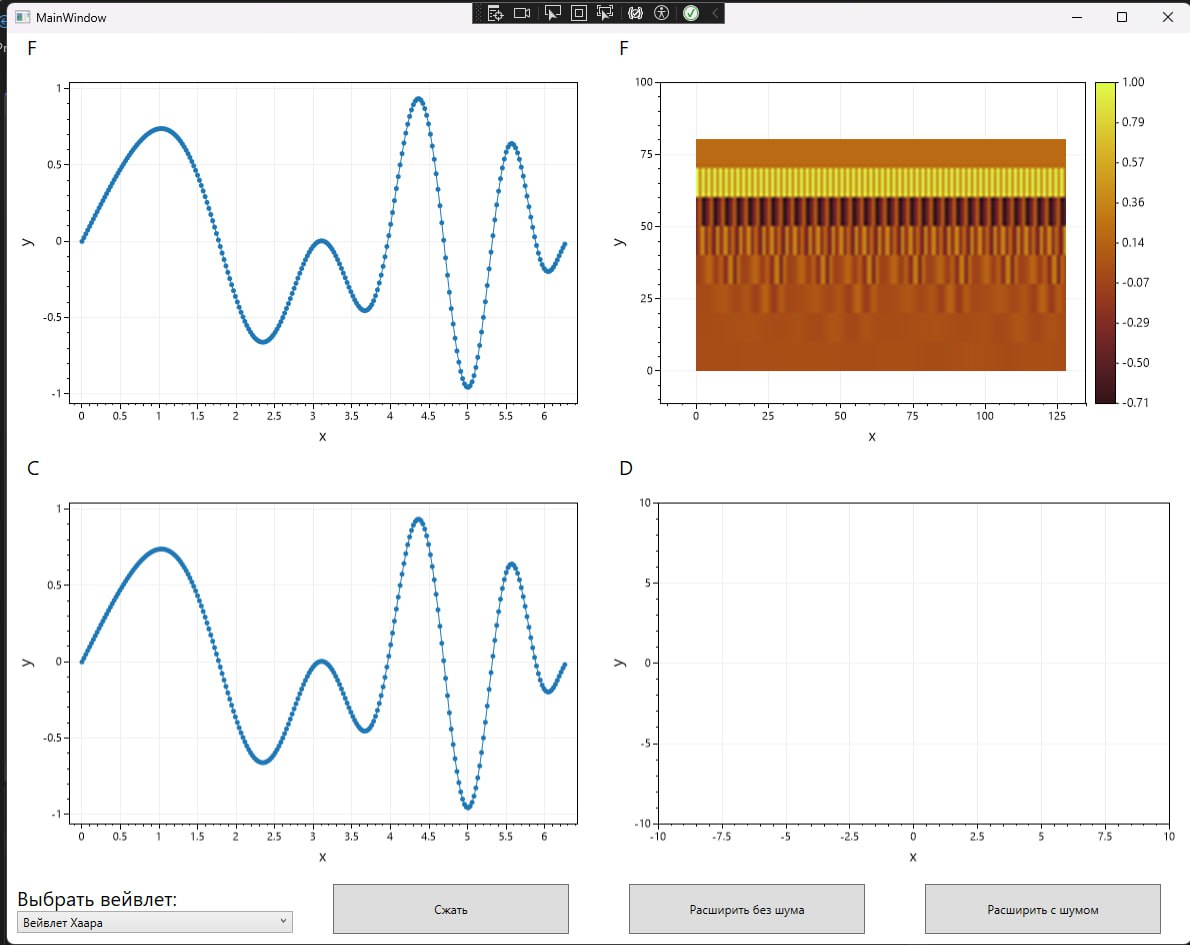 MainWindow
F
1
0.5
0
-0.5
-1
y
0 0.5 1 1.5 2 2.5 3 3.5 4 4.5 5 5.5 6
x
F
100
75
50
25
0
y
0 25 50 75 100 125
x
1.00
0.79
0.57
0.36
0.14
-0.07
-0.29
-0.50
-0.71
C
1
0.5
0
-0.5
-1
y
0 0.5 1 1.5 2 2.5 3 3.5 4 4.5 5 5.5 6
x
D
10
5
0
-5
-10
y
-10 -7.5 -5 -2.5 0 2.5 5 7.5 10
x
Выбрать вейвлет:
Вейвлет Хаара
Сжать
Расширить без шума
Расширить с шумом